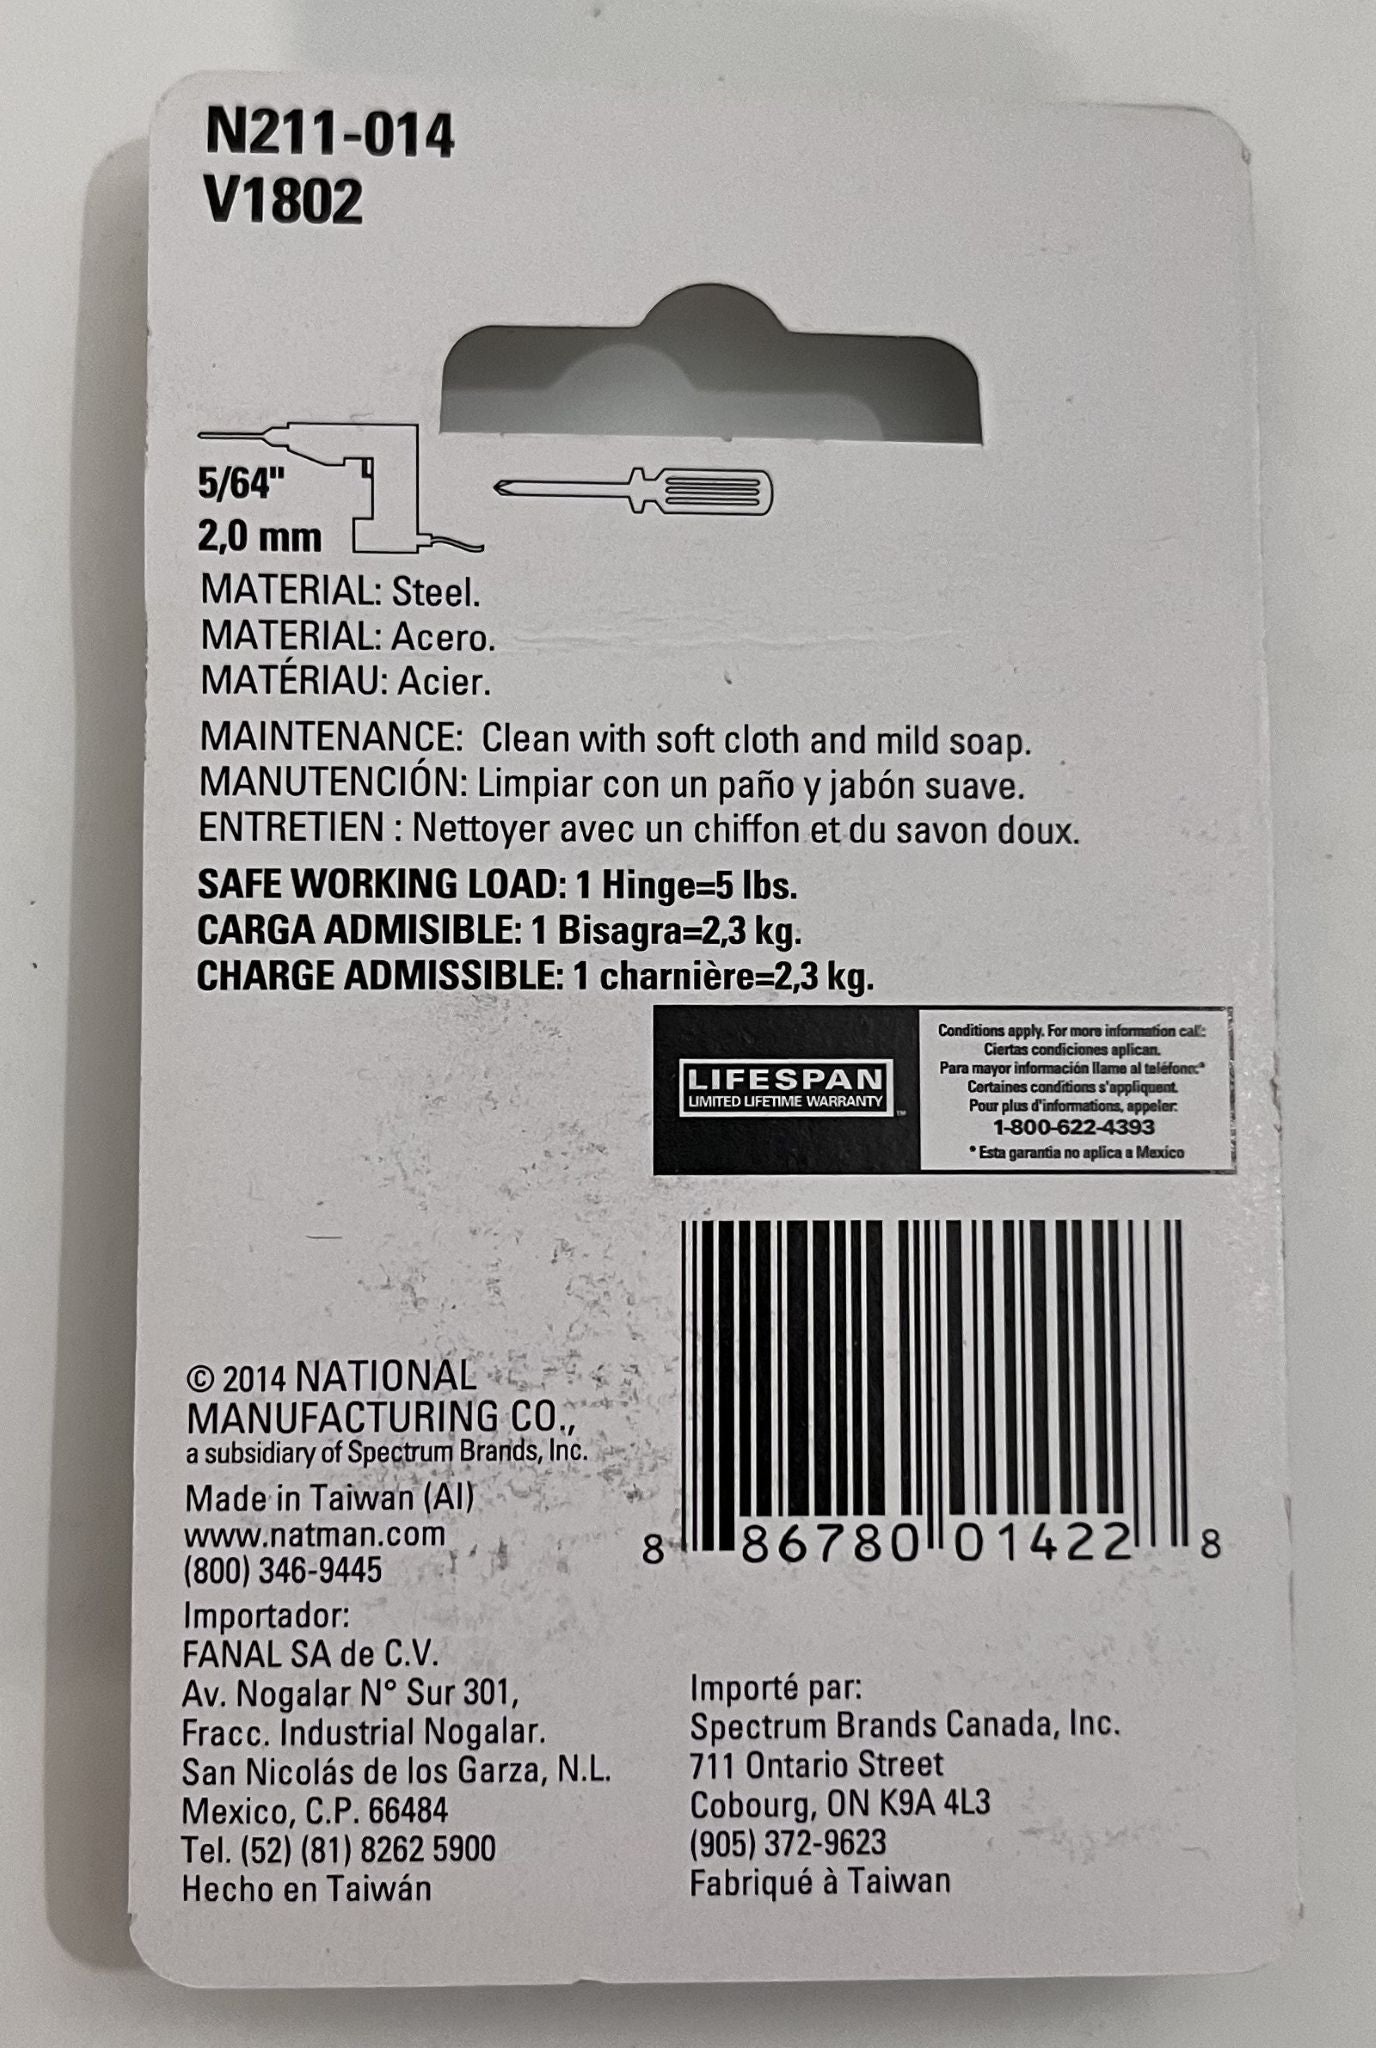 N211-014
V1802
5/64"
2,0 mm
MATERIAL: Steel.
MATERIAL: Acero.
MATÉRIAU: Acier.
MAINTENANCE: Clean with soft cloth and mild soap.
MANUTENCIÓN: Limpiar con un paño y jabón suave.
ENTRETIEN : Nettoyer avec un chiffon et du savon doux.
SAFE WORKING LOAD: 1 Hinge=5 lbs.
CARGA ADMISIBLE: 1 Bisagra=2,3 kg.
CHARGE ADMISSIBLE: 1 charnière=2,3 kg.
LIFESPAN
LIMITED LIFETIME WARRANTY
™
Conditions apply. For more information call:
Ciertas condiciones aplican.
Para mayor información llame al teléfono:*
Certaines conditions s'appliquent.
Pour plus d'informations, appeler:
1-800-622-4393
* Esta garantia no aplica a Mexico
8 86780 01422 8
© 2014 NATIONAL
MANUFACTURING CO.,
a subsidiary of Spectrum Brands, Inc.
Made in Taiwan (AI)
www.natman.com
(800) 346-9445
Importador:
FANAL SA de C.V.
Av. Nogalar N° Sur 301,
Fracc. Industrial Nogalar.
San Nicolás de los Garza, N.L.
Mexico, C.P. 66484
Tel. (52) (81) 8262 5900
Hecho en Taiwán
Importé par:
Spectrum Brands Canada, Inc.
711 Ontario Street
Cobourg, ON K9A 4L3
(905) 372-9623
Fabriqué à Taiwan